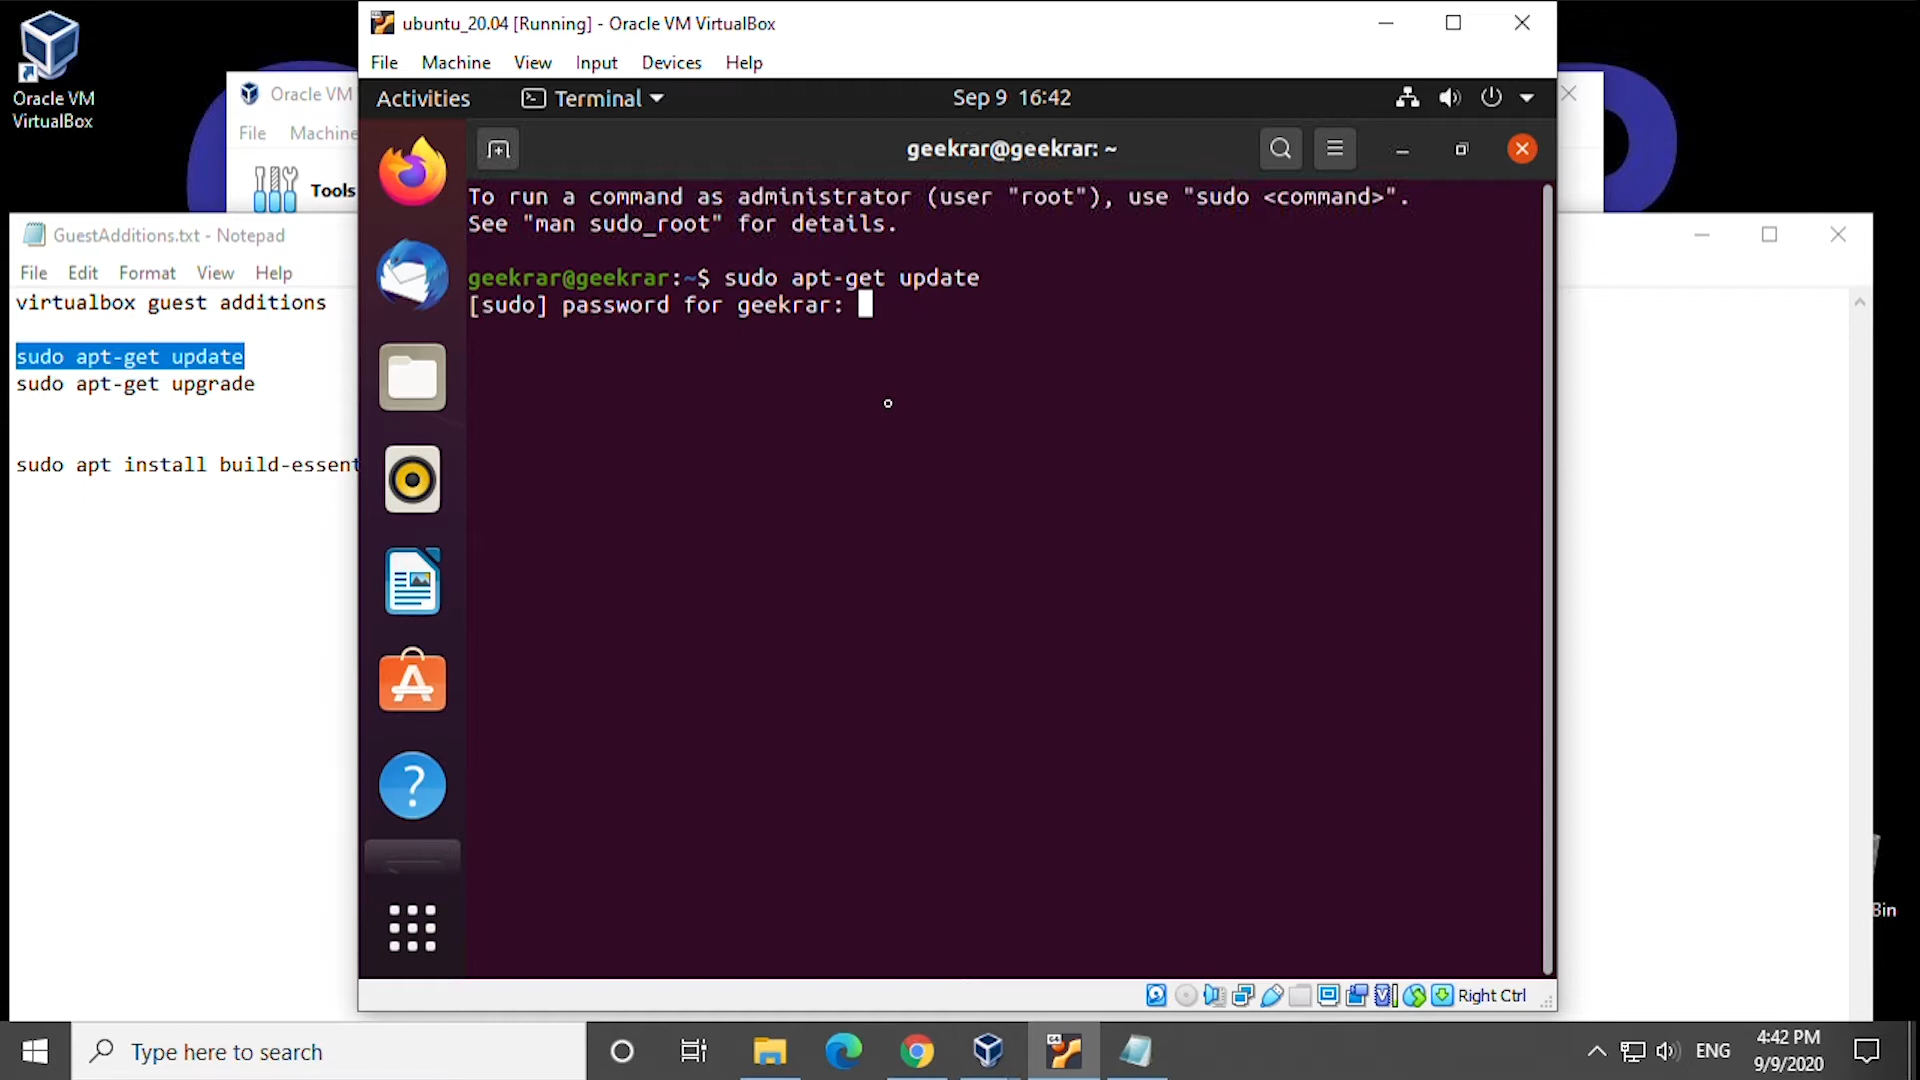 Oracle VM
VirtualBox
ubuntu_20.04 [Running] - Oracle VM VirtualBox
File Machine View Input Devices Help
Activities Terminal Sep 9 16:42
Oracle VM
File Machine
Tools
geekrar@geekrar: ~
To run a command as administrator (user "root"), use "sudo <command>".
See "man sudo_root" for details.
geekrar@geekrar:~$ sudo apt-get update
[sudo] password for geekrar:
GuestAdditions.txt - Notepad
File Edit Format View Help
virtualbox guest additions
sudo apt-get update
sudo apt-get upgrade
sudo apt install build-essent
Bin
Right Ctrl
Type here to search
ENG
4:42 PM
9/9/2020